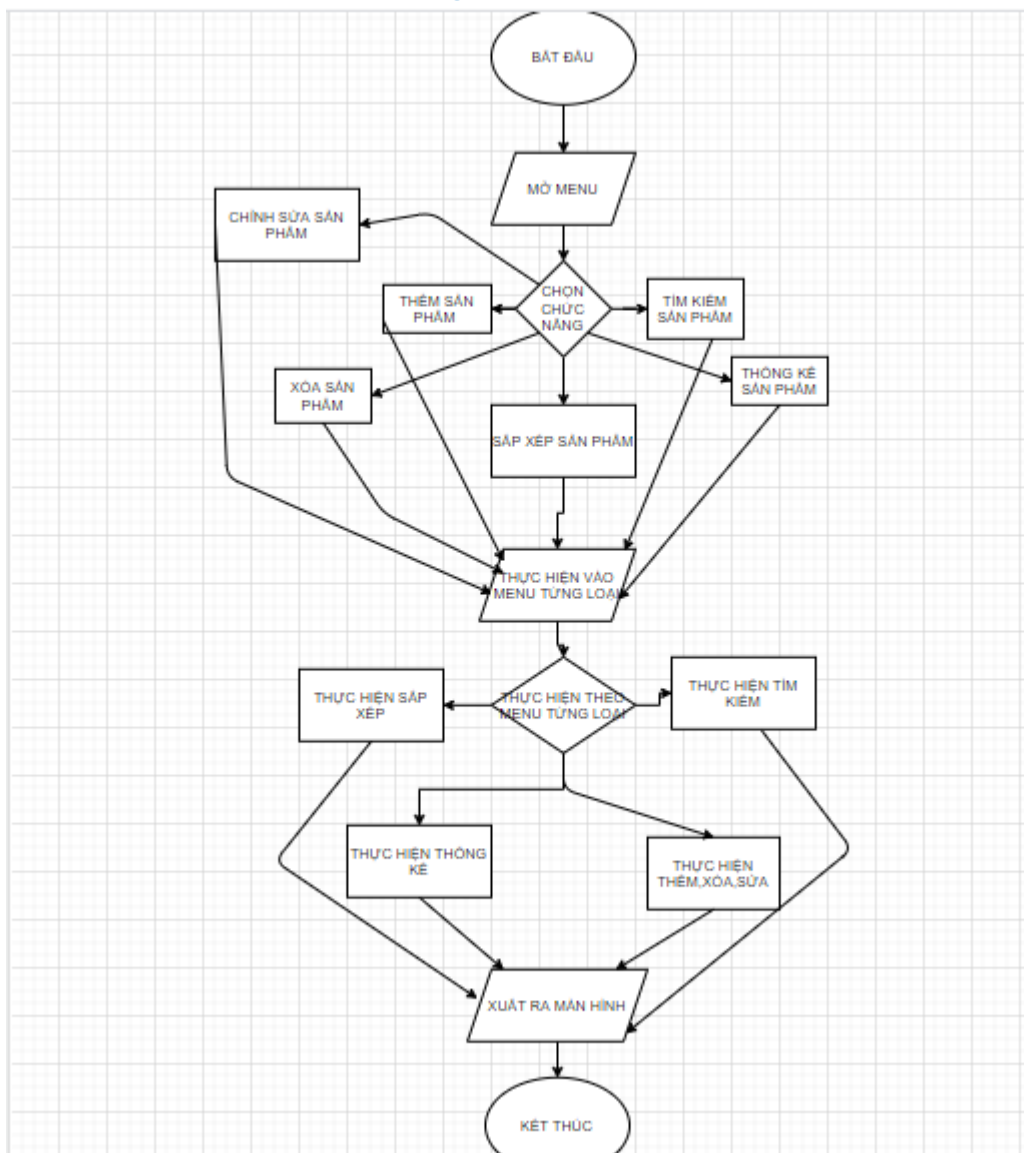 BẮT ĐẦU
MỞ MENU
CHỈNH SỬA SẢN
PHẨM
CHỌN
CHỨC
NĂNG
THÊM SẢN
PHẨM
TÌM KIẾM
SẢN PHẨM
XÓA SẢN
PHẨM
THỐNG KÊ
SẢN PHẨM
SẮP XẾP SẢN PHẨM
THỰC HIỆN VÀO
MENU TỪNG LOẠI
THỰC HIỆN SẮP
XẾP
THỰC HIỆN THEO
MENU TỪNG LOẠI
THỰC HIỆN TÌM
KIẾM
THỰC HIỆN THỐNG
KÊ
THỰC HIỆN
THÊM,XÓA,SỬA
XUẤT RA MÀN HÌNH
KẾT THÚC